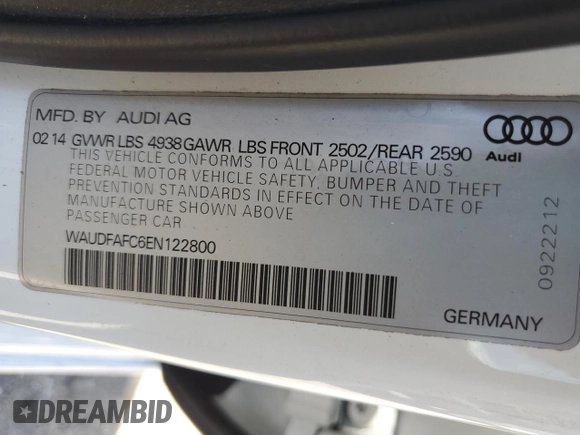 MFD. BY AUDI AG
02 14 GVWR LBS 4938 GAWR LBS FRONT 2502/REAR 2590
Audi
THIS VEHICLE CONFORMS TO ALL APPLICABLE U.S.
FEDERAL MOTOR VEHICLE SAFETY, BUMPER AND THEFT
PREVENTION STANDARDS IN EFFECT ON THE DATE OF
MANUFACTURE SHOWN ABOVE
PASSENGER CAR
WAUDFAFC6EN122800
0922212
GERMANY
DREAMBID